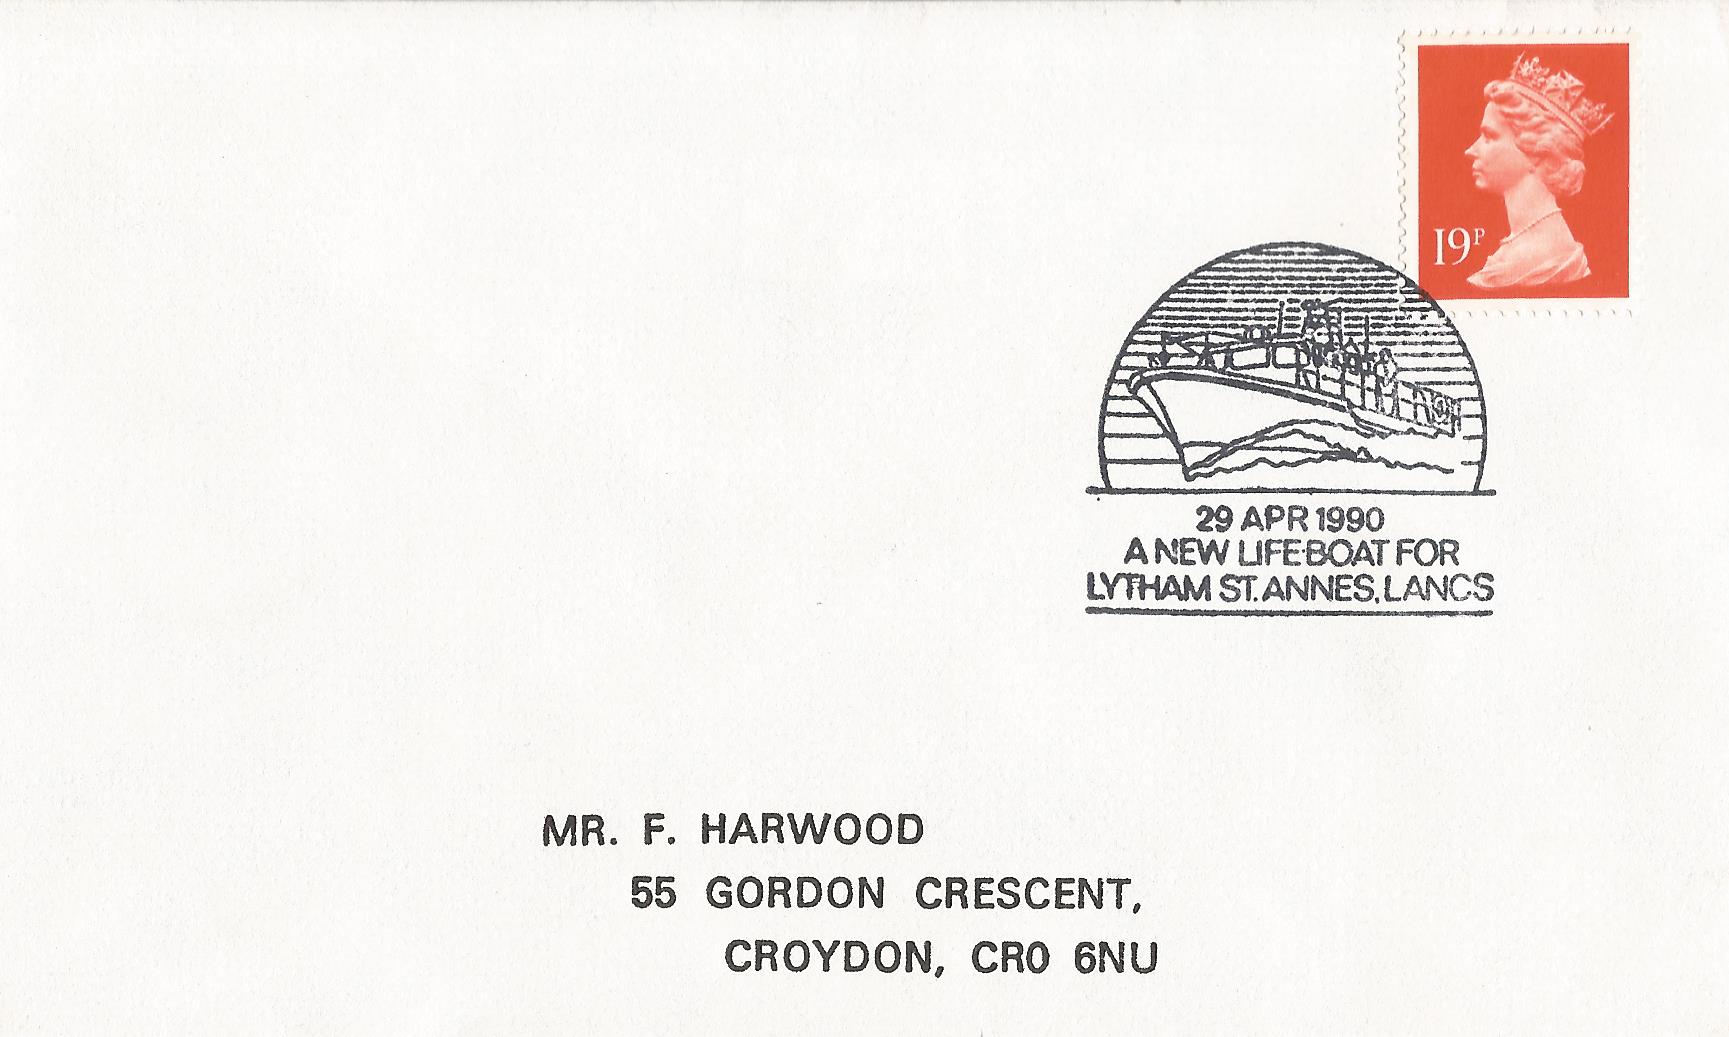 19P
29 APR 1990
A NEW LIFE-BOAT FOR
LYTHAM ST. ANNES, LANCS
MR. F. HARWOOD
55 GORDON CRESCENT,
CROYDON, CR0 6NU